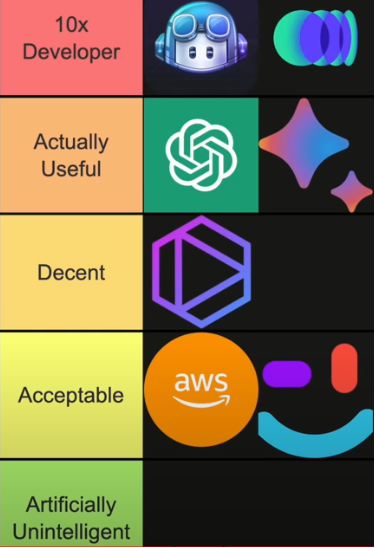 10x
Developer
Actually
Useful
Decent
Acceptable
aws
Artificially
Unintelligent